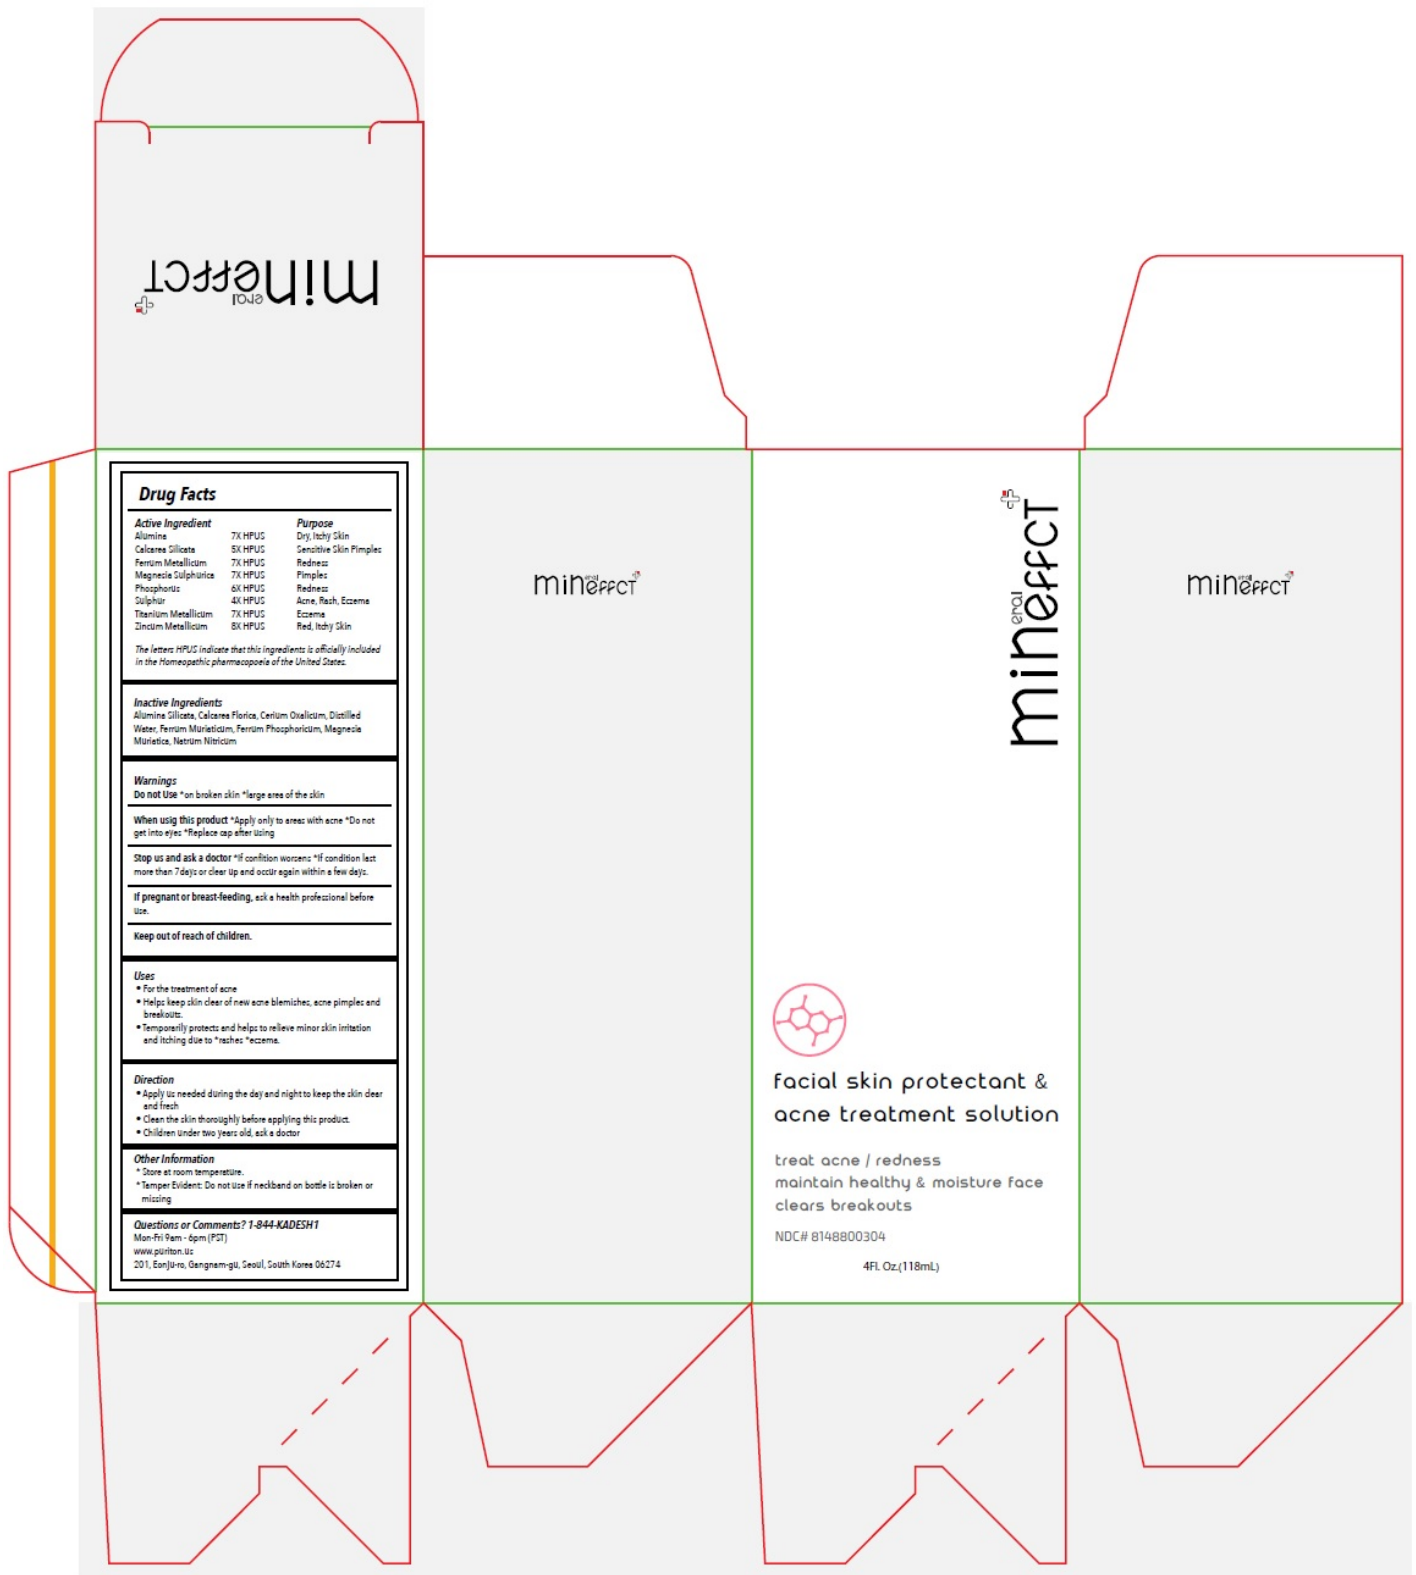 mineral effcT
Drug Facts
Active Ingredient Purpose
Alumina 7X HPUS Dry, Itchy Skin
Calcarea Silicata 5X HPUS Sensitive Skin Pimples
Ferrum Metallicum 7X HPUS Redness
Magnesia Sulphurica 7X HPUS Pimples
Phosphorus 6X HPUS Redness
Sulphur 4X HPUS Acne, Rash, Eczema
Titanium Metallicum 7X HPUS Eczema
Zincum Metallicum 8X HPUS Red, Itchy Skin
The letters HPUS indicate that this ingredients is officially included
in the Homeopathic pharmacopoeia of the United States.
Inactive Ingredients
Alumina Silicata, Calcarea Florica, Cerium Oxalicum, Distilled
Water, Ferrum Muriaticum, Ferrum Phosphoricum, Magnesia
Muriatica, Natrum Nitricum
Warnings
Do not Use *on broken skin *large area of the skin
When usig this product *Apply only to areas with acne *Do not
get into eyes *Replace cap after using
Stop us and ask a doctor *If confition worsens *If condition last
more than 7days or clear up and occur again within a few days.
If pregnant or breast-feeding, ask a health professional before
use.
Keep out of reach of children.
Uses
• For the treatment of acne
• Helps keep skin clear of new acne blemishes, acne pimples and
breakouts.
• Temporarily protects and helps to relieve minor skin irritation
and itching due to *rashes *eczema.
Direction
• Apply us needed during the day and night to keep the skin clear
and fresh
• Clean the skin thoroughly before applying this product.
• Children under two years old, ask a doctor
Other Information
* Store at room temperature.
* Tamper Evident: Do not use if neckband on bottle is broken or
missing
Questions or Comments? 1-844-KADESH1
Mon-Fri 9am - 6pm (PST)
www.puriton.us
201, Eonju-ro, Gangnam-gu, Seoul, South Korea 06274
mineral effcT
mineral effcT
facial skin protectant &
acne treatment solution
treat acne / redness
maintain healthy & moisture face
clears breakouts
NDC# 8148800304
4Fl. Oz.(118mL)
mineral effcT